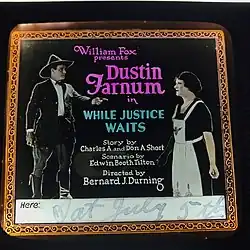 William Fox
presents
Dustin
Farnum
in
WHILE JUSTICE
WAITS
Story by
Charles A and Don A Short
Scenario by
Edwin Booth Tilton
Directed by
Bernard J. Durning
Here:
Sat July